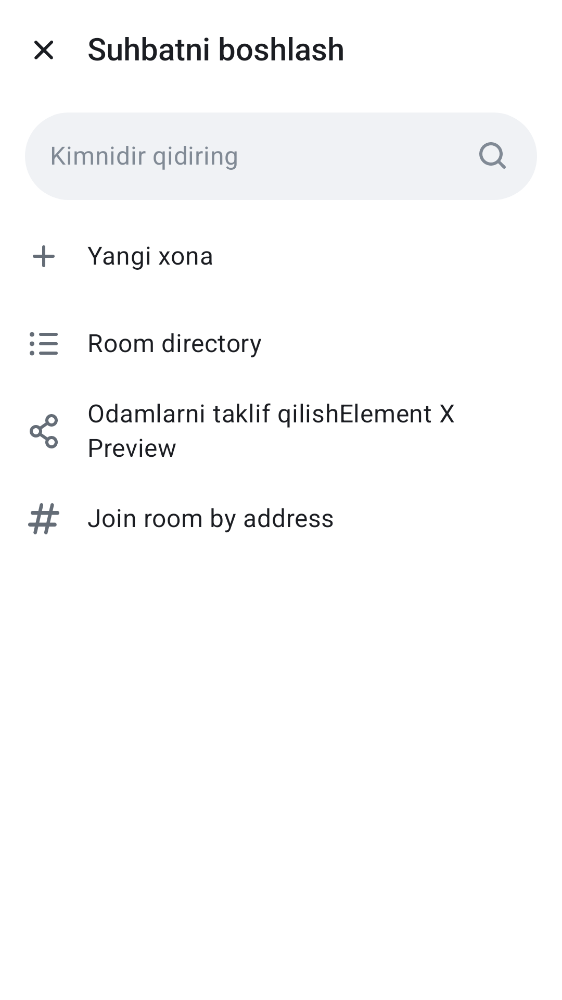 Suhbatni boshlash
Kimnidir qidiring
Yangi xona
Room directory
Odamlarni taklif qilishElement X
Preview
Join room by address